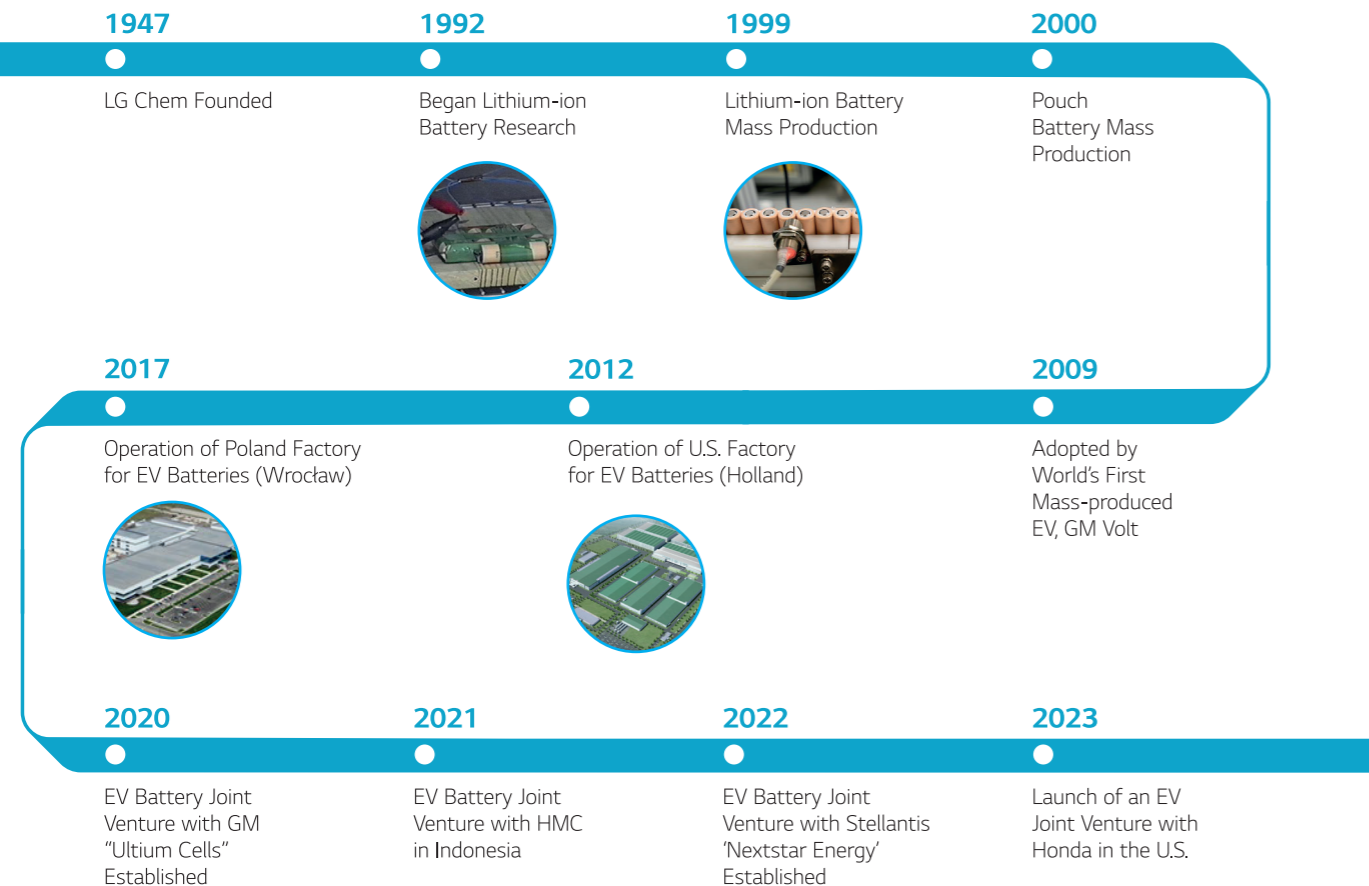 1947
LG Chem Founded
1992
Began Lithium-ion
Battery Research
1999
Lithium-ion Battery
Mass Production
2000
Pouch
Battery Mass
Production
2009
Adopted by
World's First
Mass-produced
EV, GM Volt
2012
Operation of U.S. Factory
for EV Batteries (Holland)
2017
Operation of Poland Factory
for EV Batteries (Wrocław)
2020
EV Battery Joint
Venture with GM
"Ultium Cells"
Established
2021
EV Battery Joint
Venture with HMC
in Indonesia
2022
EV Battery Joint
Venture with Stellantis
'Nextstar Energy'
Established
2023
Launch of an EV
Joint Venture with
Honda in the U.S.